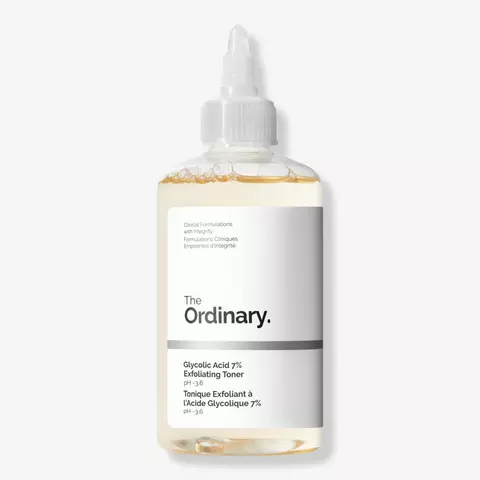 Clinical Formulations
with Integrity.
Formulations Cliniques
Empreintes d'Intégrité.
The
Ordinary.
Glycolic Acid 7%
Exfoliating Toner
pH ~3.6
Tonique Exfoliant à
l'Acide Glycolique 7%
pH ~3.6